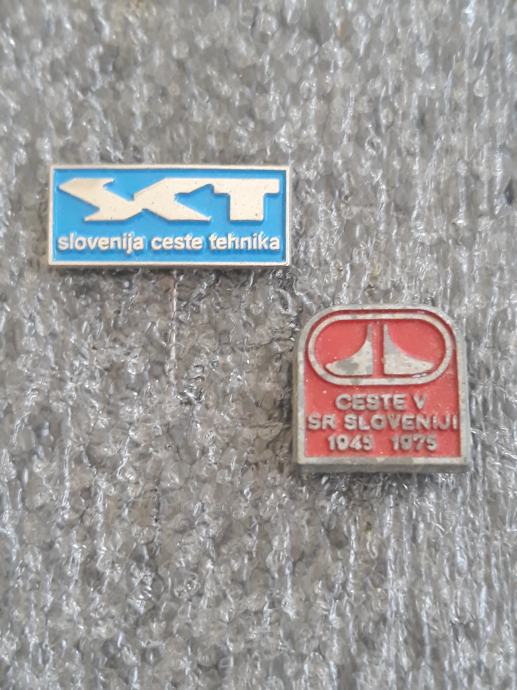 SCT
slovenija ceste tehnika
CESTE V
SR SLOVENIJI
1945 1975